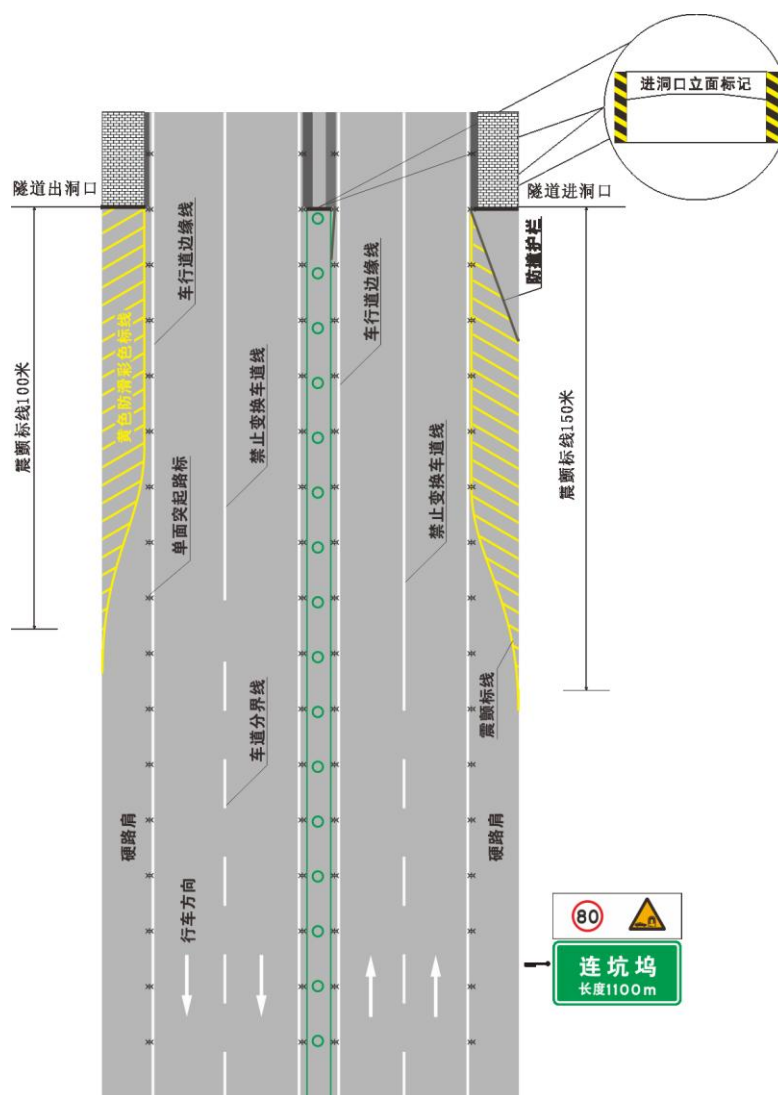 进洞口立面标记
隧道出洞口
隧道进洞口
车行道边缘线
防撞护栏
车行道边缘线
黄色防滑彩色标线
禁止变换车道线
震颤标线100米
震颤标线150米
禁止变换车道线
单面突起路标
车道分界线
震颤标线
硬路肩
硬路肩
行车方向
80
连坑坞
长度1100m